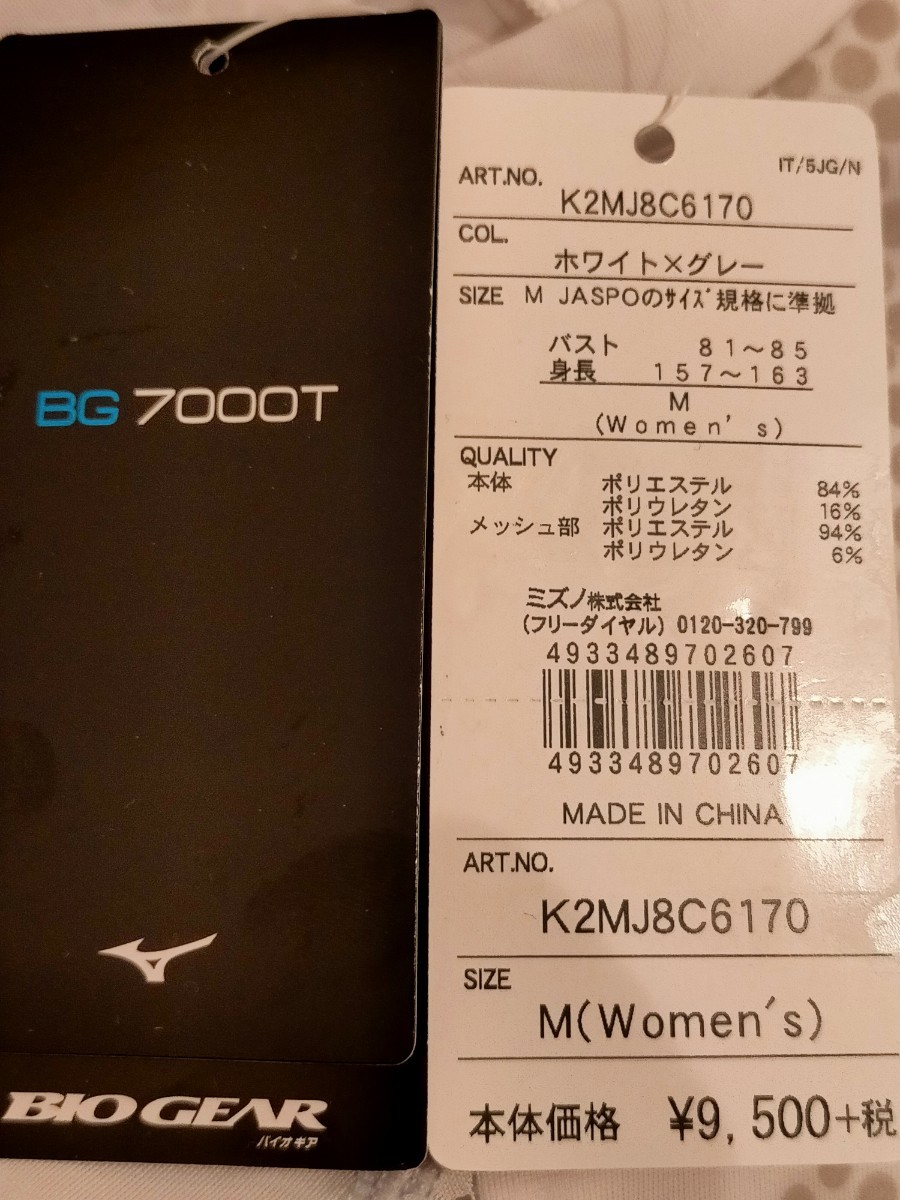 BG 7000T
BIOGEAR
バイオギア
IT/5JG/N
ART.NO.
K2MJ8C6170
COL.
ホワイト×グレー
SIZE M JASPOのｻｲｽﾞ規格に準拠
バスト 81〜85
身長 157〜163
M
(Women's)
QUALITY
本体 ポリエステル 84%
ポリウレタン 16%
メッシュ部 ポリエステル 94%
ポリウレタン 6%
ミズノ株式会社
(フリーダイヤル) 0120-320-799
4933489702607
4933489702607
MADE IN CHINA
ART.NO.
K2MJ8C6170
SIZE
M(Women's)
本体価格 ¥9,500+税